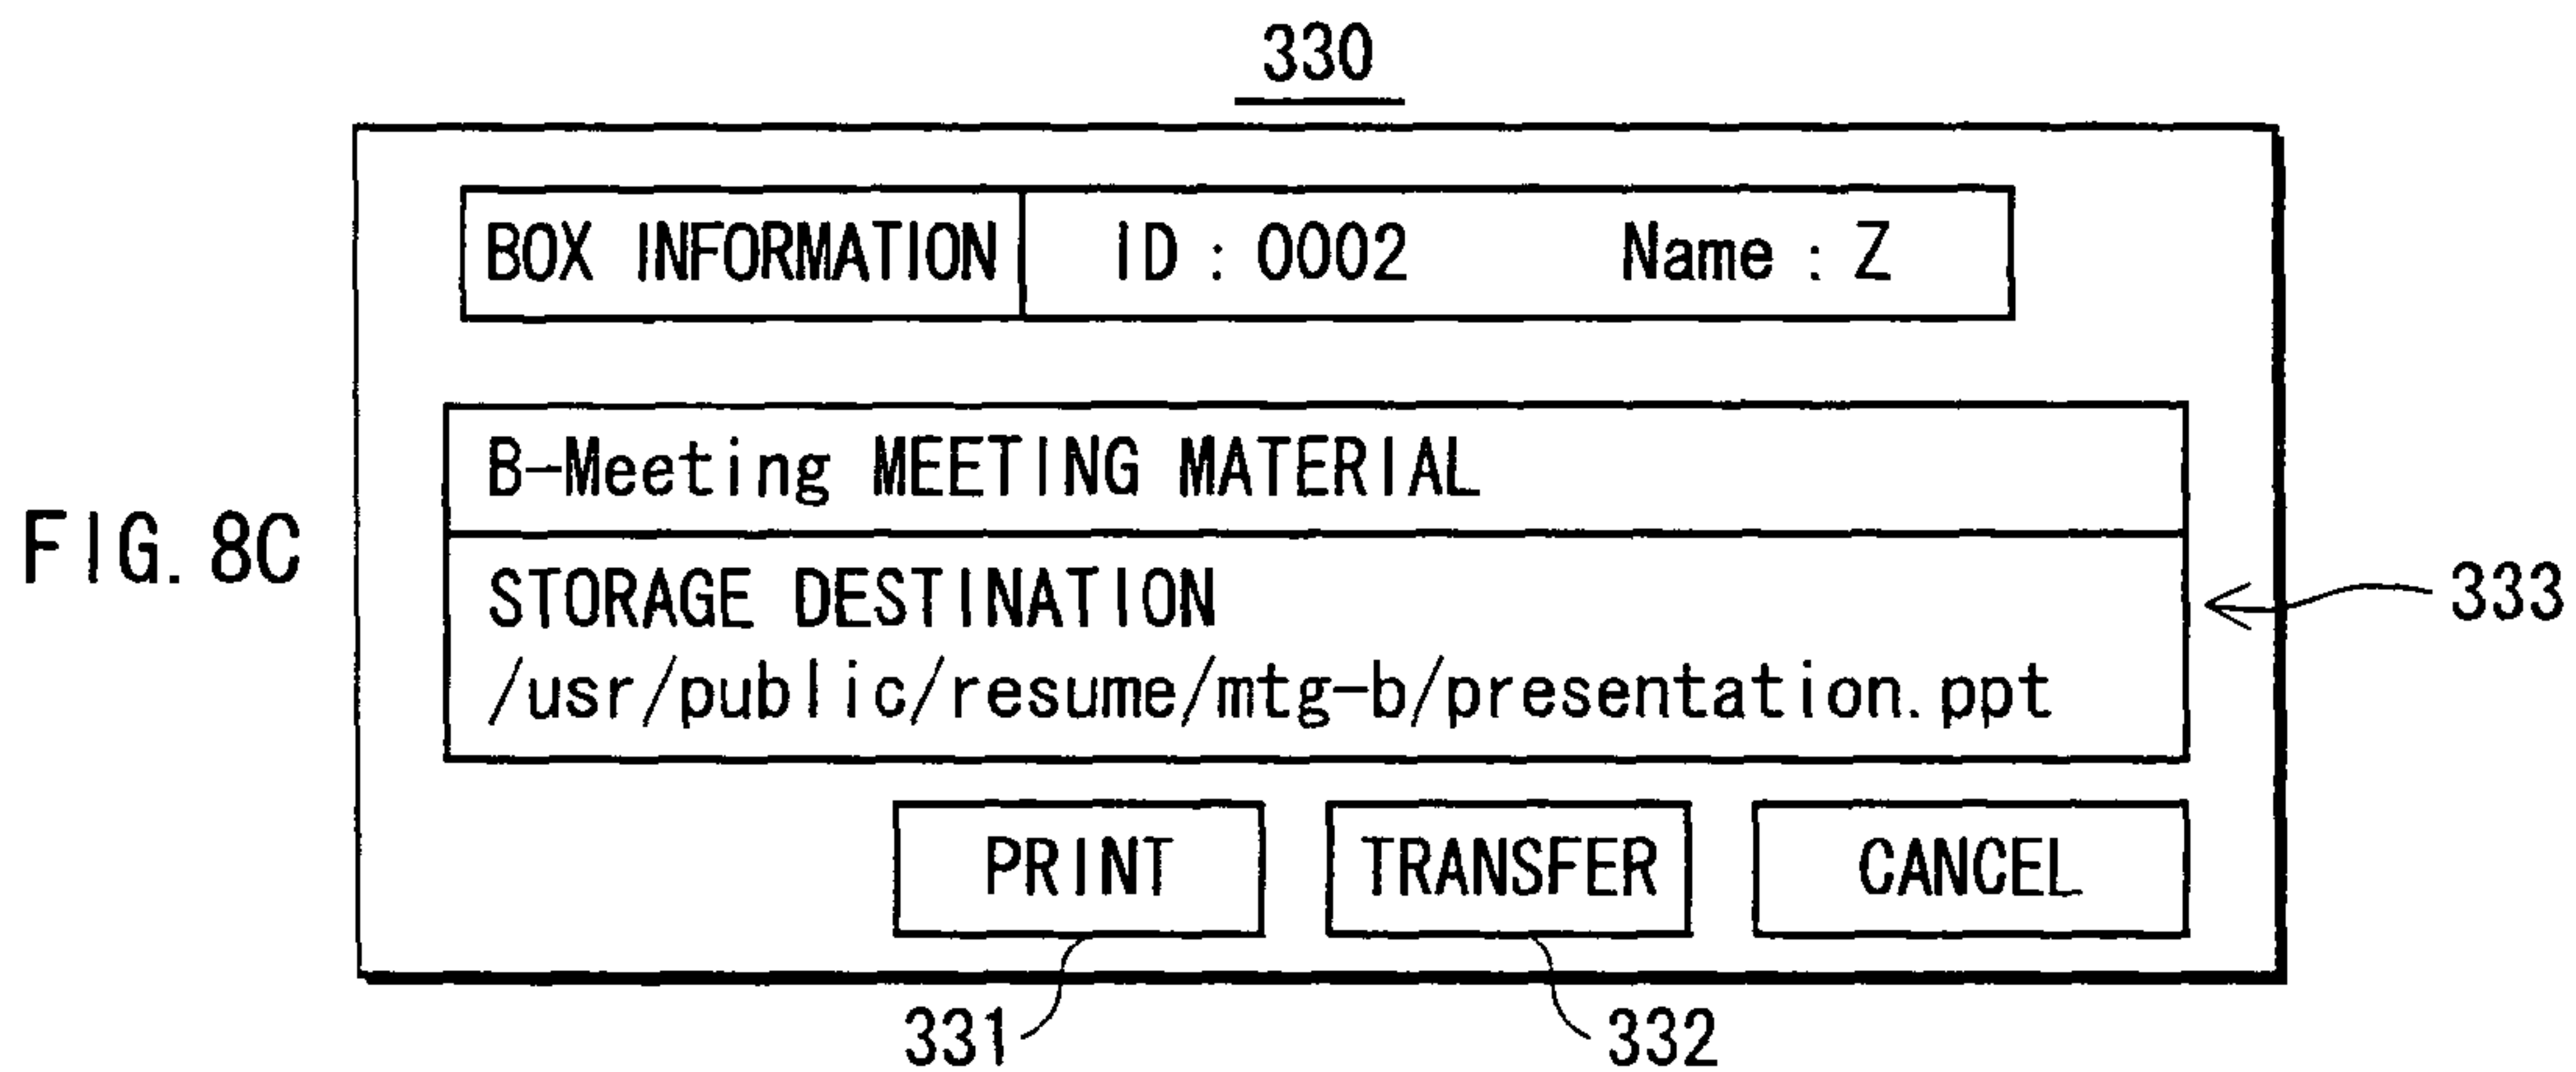 330
BOX INFORMATION ID : 0002 Name : Z
B-Meeting MEETING MATERIAL
FIG. 8C
STORAGE DESTINATION
333
/usr/public/resume/mtg-b/presentation.ppt
PRINT TRANSFER CANCEL
331 332